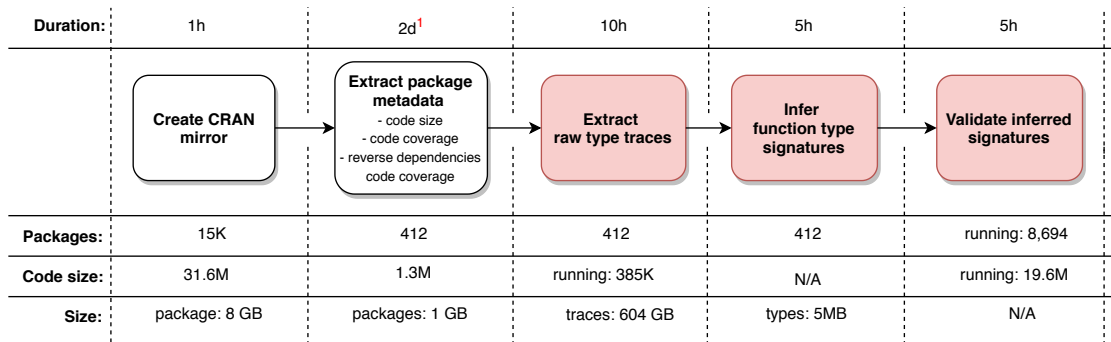 Duration: 1h 2d1 10h 5h 5h
Create CRAN
mirror
Extract package
metadata
- code size
- code coverage
- reverse dependencies
code coverage
Extract
raw type traces
Infer
function type
signatures
Validate inferred
signatures
Packages: 15K 412 412 412 running: 8,694
Code size: 31.6M 1.3M running: 385K N/A running: 19.6M
Size: package: 8 GB packages: 1 GB traces: 604 GB types: 5MB N/A